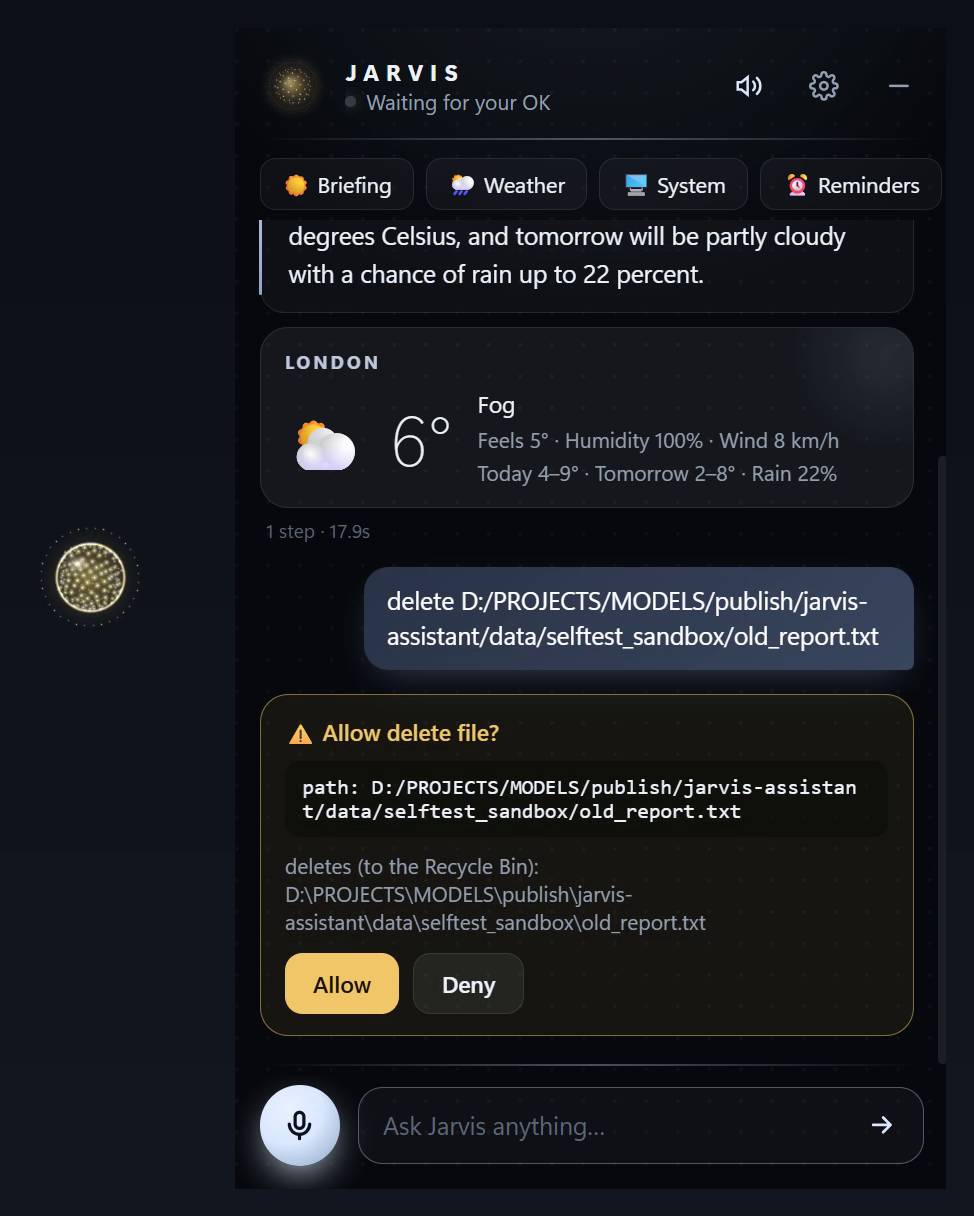 JARVIS
Waiting for your OK
Briefing
Weather
System
Reminders
degrees Celsius, and tomorrow will be partly cloudy
with a chance of rain up to 22 percent.
LONDON
6°
Fog
Feels 5° · Humidity 100% · Wind 8 km/h
Today 4–9° · Tomorrow 2–8° · Rain 22%
1 step · 17.9s
delete D:/PROJECTS/MODELS/publish/jarvis-
assistant/data/selftest_sandbox/old_report.txt
Allow delete file?
path: D:/PROJECTS/MODELS/publish/jarvis-assistan
t/data/selftest_sandbox/old_report.txt
deletes (to the Recycle Bin):
D:\PROJECTS\MODELS\publish\jarvis-
assistant\data\selftest_sandbox\old_report.txt
Allow
Deny
Ask Jarvis anything...